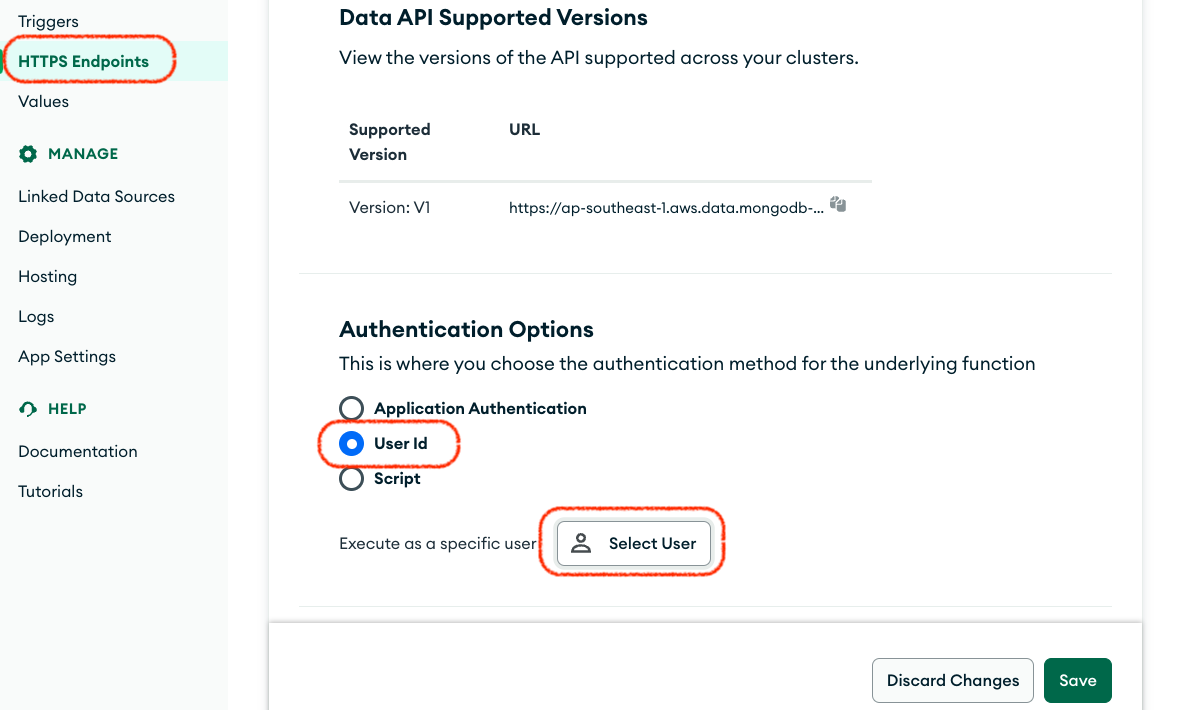 Triggers
HTTPS Endpoints
Values
MANAGE
Linked Data Sources
Deployment
Hosting
Logs
App Settings
HELP
Documentation
Tutorials
Data API Supported Versions
View the versions of the API supported across your clusters.
Supported Version
URL
Version: V1
https://ap-southeast-1.aws.data.mongodb-...
Authentication Options
This is where you choose the authentication method for the underlying function
Application Authentication
User Id
Script
Execute as a specific user
Select User
Discard Changes
Save